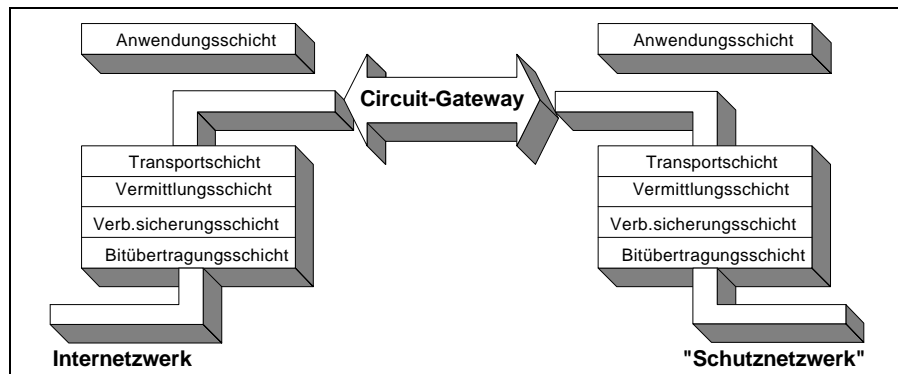 Anwendungsschicht
Anwendungsschicht
Circuit-Gateway
Transportschicht
Vermittlungsschicht
Verb.sicherungsschicht
Bitübertragungsschicht
Transportschicht
Vermittlungsschicht
Verb.sicherungsschicht
Bitübertragungsschicht
Internetzwerk
"Schutznetzwerk"